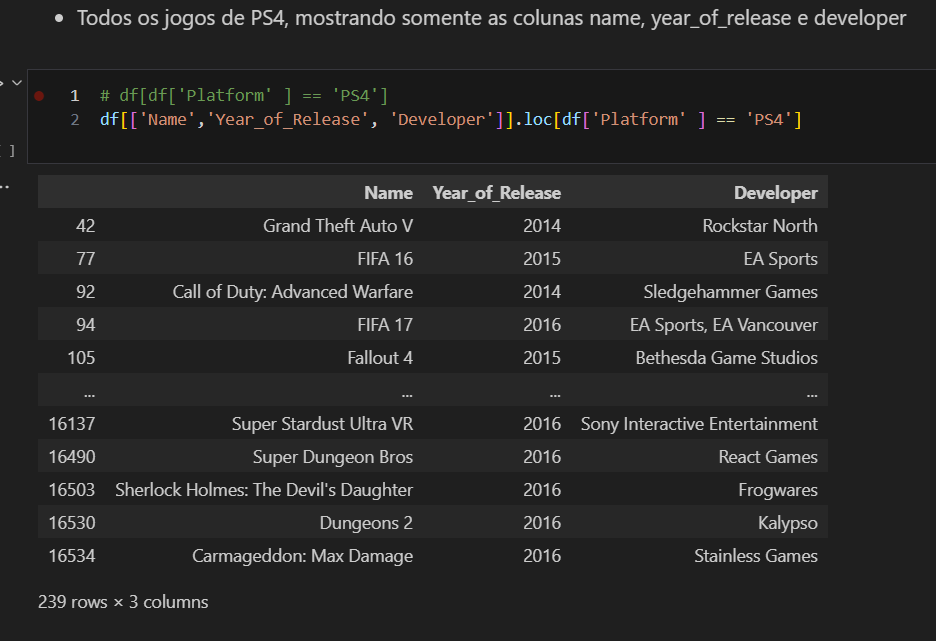 • Todos os jogos de PS4, mostrando somente as colunas name, year_of_release e developer
1 # df[df['Platform' ] == 'PS4']
2 df[['Name','Year_of_Release', 'Developer']].loc[df['Platform' ] == 'PS4']
]
Name Year_of_Release Developer
42 Grand Theft Auto V 2014 Rockstar North
77 FIFA 16 2015 EA Sports
92 Call of Duty: Advanced Warfare 2014 Sledgehammer Games
94 FIFA 17 2016 EA Sports, EA Vancouver
105 Fallout 4 2015 Bethesda Game Studios
... ... ... ...
16137 Super Stardust Ultra VR 2016 Sony Interactive Entertainment
16490 Super Dungeon Bros 2016 React Games
16503 Sherlock Holmes: The Devil's Daughter 2016 Frogwares
16530 Dungeons 2 2016 Kalypso
16534 Carmageddon: Max Damage 2016 Stainless Games
239 rows × 3 columns